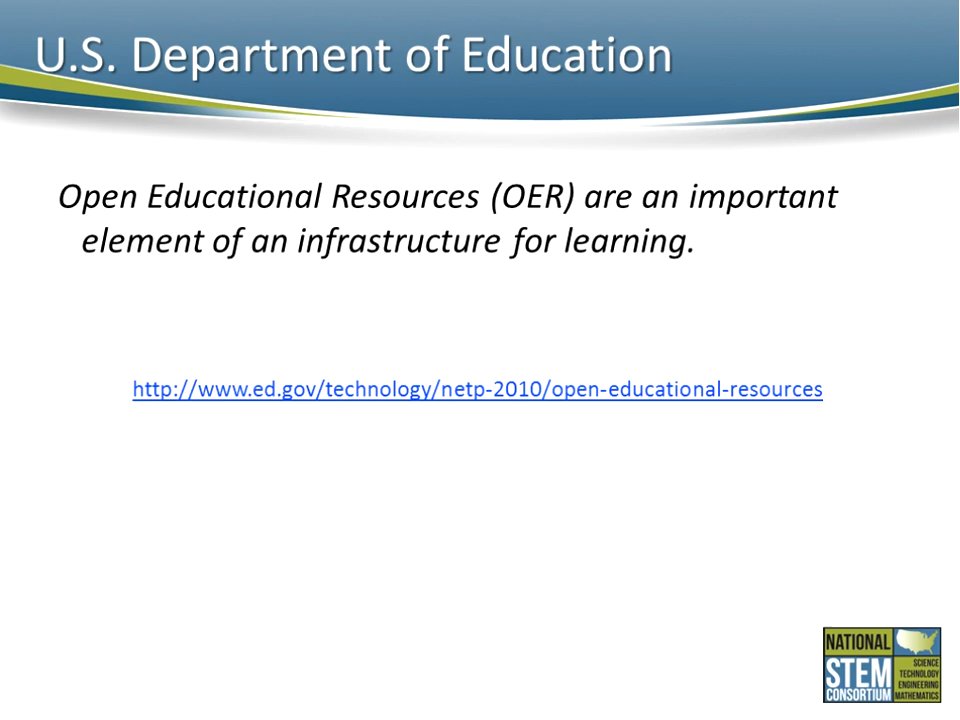 U.S. Department of Education
Open Educational Resources (OER) are an important
element of an infrastructure for learning.
http://www.ed.gov/technology/netp-2010/open-educational-resources
NATIONAL
STEM
CONSORTIUM
SCIENCE
TECHNOLOGY
ENGINEERING
MATHEMATICS